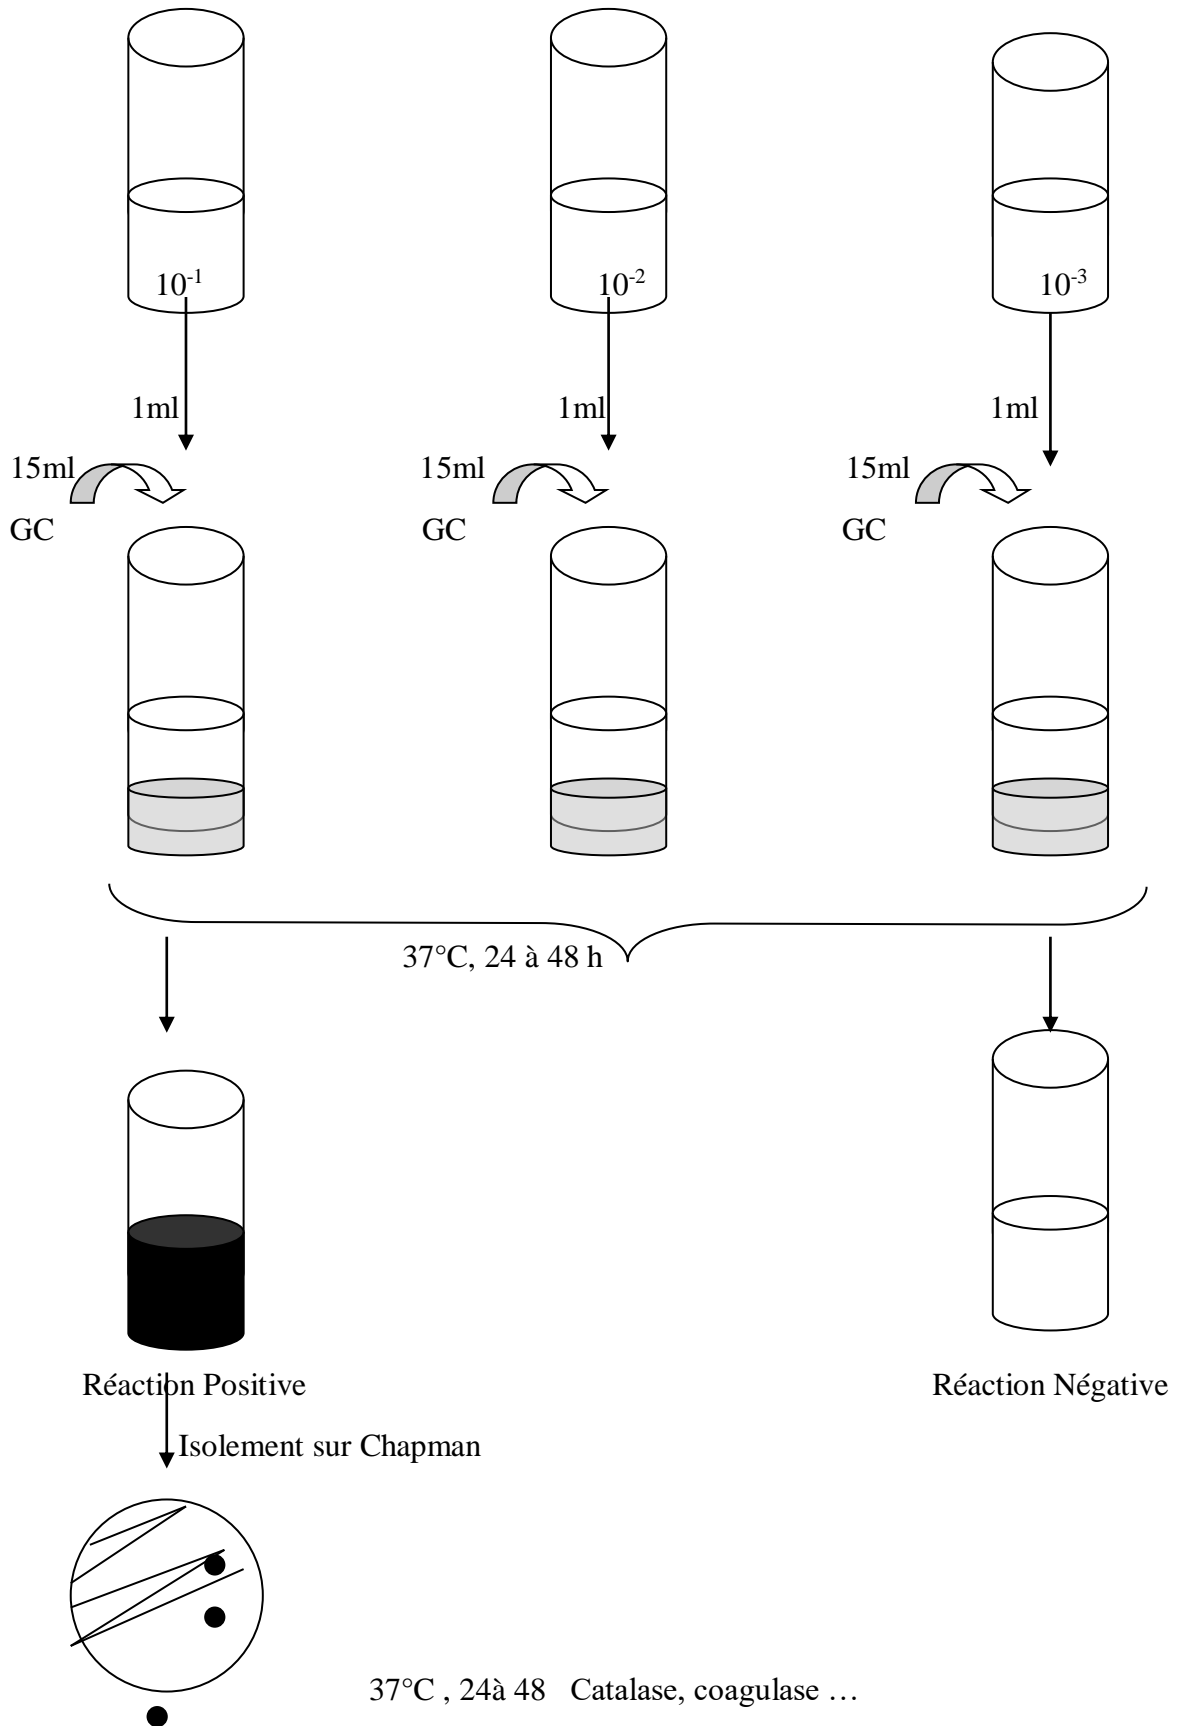 10⁻¹ 10⁻² 10⁻³
1ml 1ml 1ml
15ml 15ml 15ml
GC GC GC
37°C, 24 à 48 h
Réaction Positive Réaction Négative
Isolement sur Chapman
37°C , 24à 48 Catalase, coagulase …